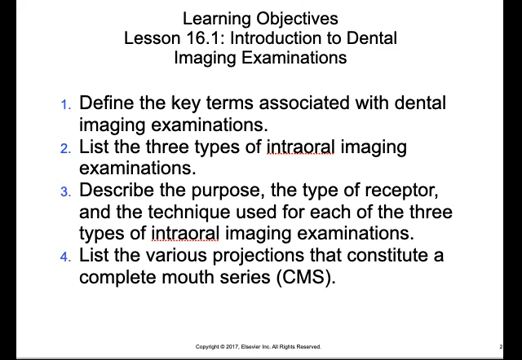 Learning Objectives
Lesson 16.1: Introduction to Dental
Imaging Examinations
1. Define the key terms associated with dental
imaging examinations.
2. List the three types of intraoral imaging
examinations.
3. Describe the purpose, the type of receptor,
and the technique used for each of the three
types of intraoral imaging examinations.
4. List the various projections that constitute a
complete mouth series (CMS).
Copyright © 2017, Elsevier Inc. All Rights Reserved.
2